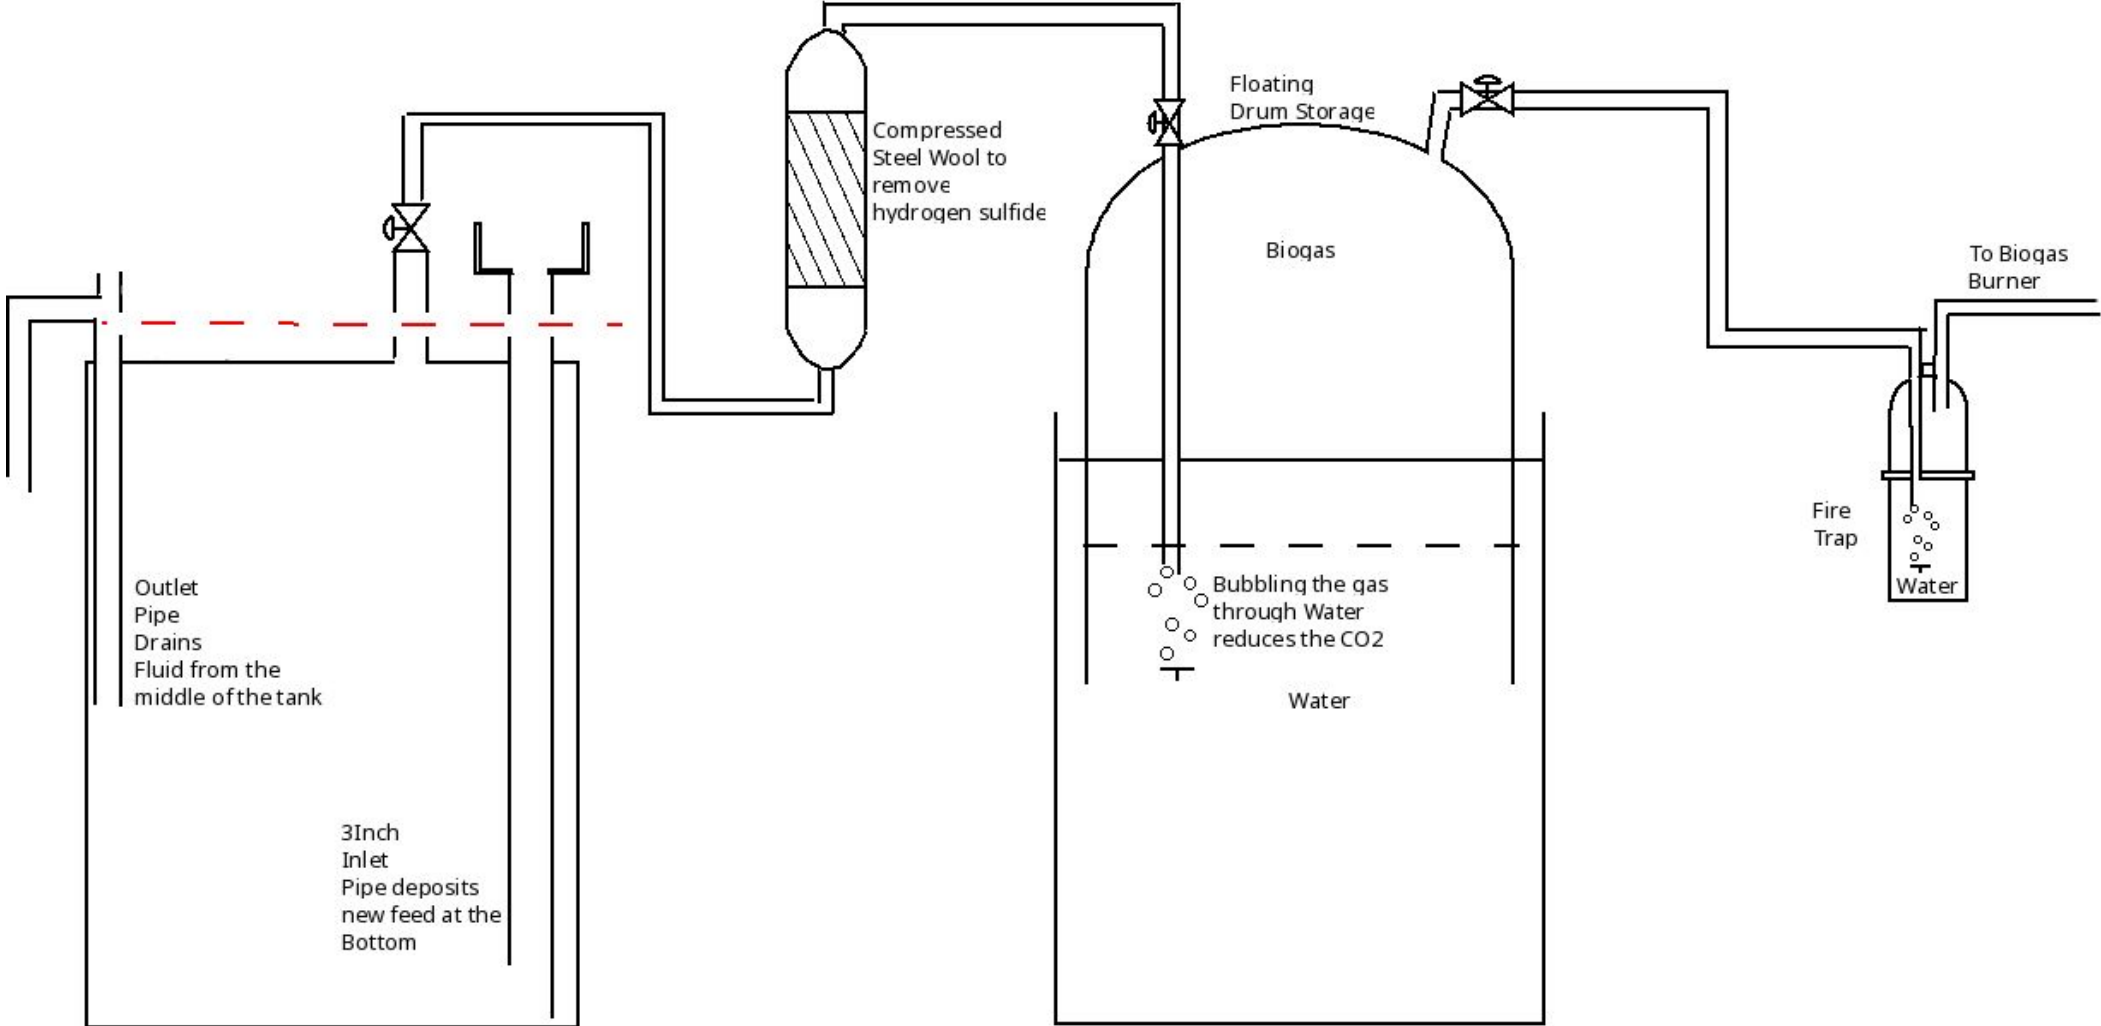 Floating
Drum Storage
Compressed
Steel Wool to
remove
hydrogen sulfide
Biogas
To Biogas
Burner
Fire
Trap
Water
Outlet
Pipe
Drains
Fluid from the
middle of the tank
Bubbling the gas
through Water
reduces the CO2
Water
3Inch
Inlet
Pipe deposits
new feed at the
Bottom